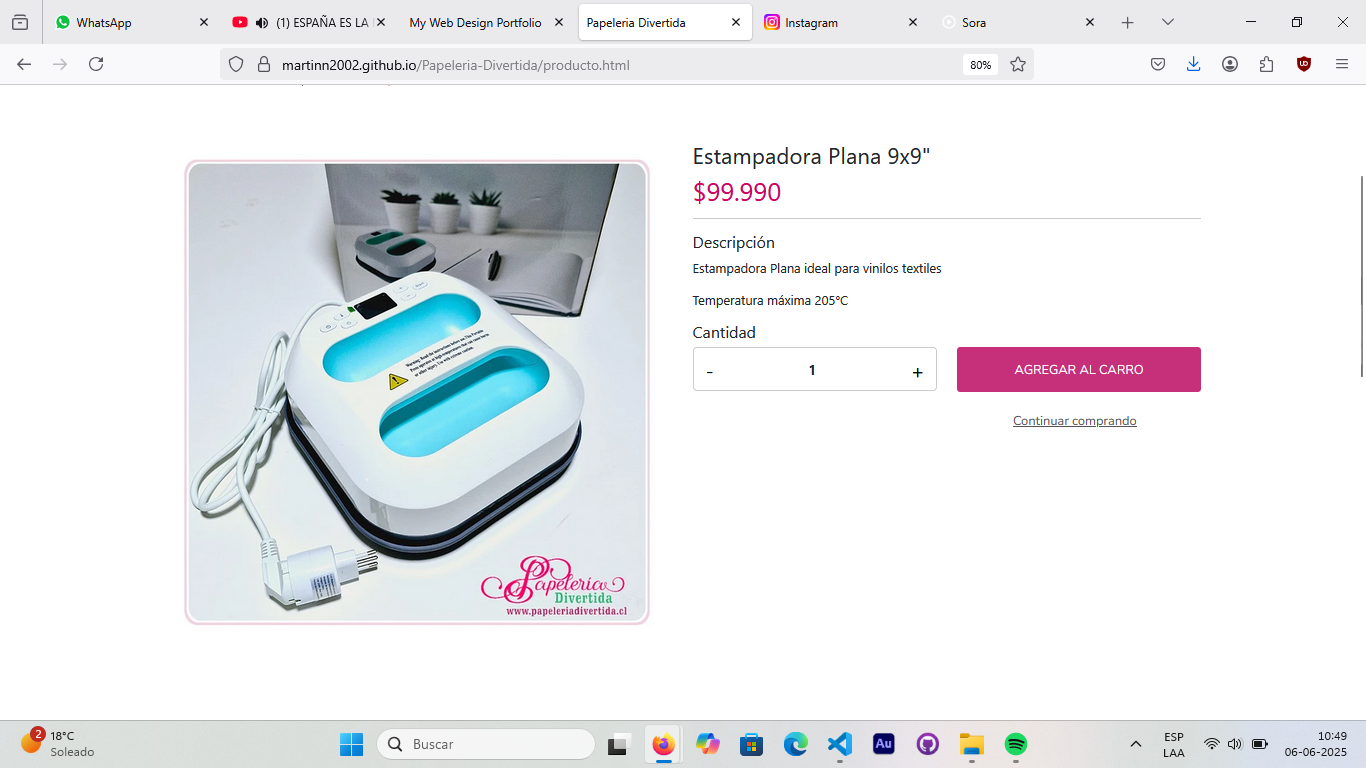 WhatsApp
(1) ESPAÑA ES LA
My Web Design Portfolio
Papeleria Divertida
Instagram
Sora
martinn2002.github.io/Papeleria-Divertida/producto.html
80%
Estampadora Plana 9x9"
$99.990
Descripción
Estampadora Plana ideal para vinilos textiles
Temperatura máxima 205°C
Cantidad
- 1 +
AGREGAR AL CARRO
Continuar comprando
Papelería
Divertida
www.papeleriadivertida.cl
2
18°C
Soleado
Buscar
Au
ESP
LAA
10:49
06-06-2025